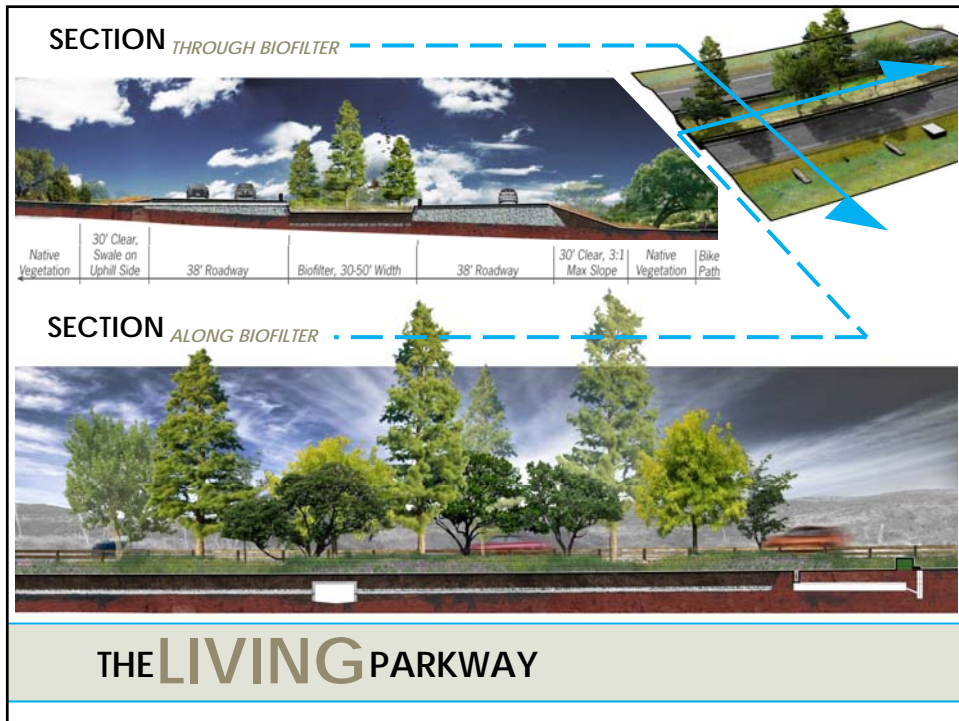 SECTION THROUGH BIOFILTER
Native Vegetation
30' Clear, Swale on Uphill Side
38' Roadway
Biofilter, 30-50' Width
38' Roadway
30' Clear, 3:1 Max Slope
Native Vegetation
Bike Path
SECTION ALONG BIOFILTER
THE LIVING PARKWAY